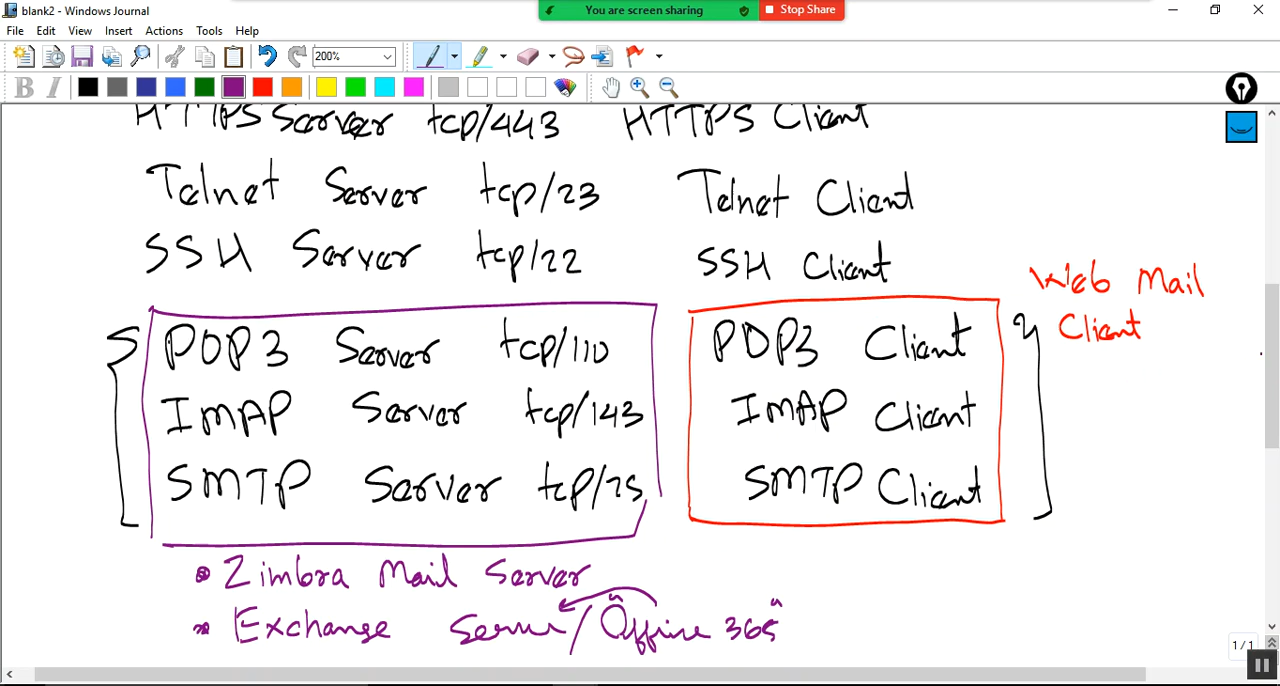 blank2 - Windows Journal
You are screen sharing
Stop Share
File Edit View Insert Actions Tools Help
200%
HTTPS Server tcp/443 HTTPS Client
Telnet Server tcp/23 Telnet Client
SSH Server tcp/22 SSH Client
Web Mail
Client
POP3 Server tcp/110 POP3 Client
IMAP Server tcp/143 IMAP Client
SMTP Server tcp/25 SMTP Client
• Zimbra Mail Server
• Exchange Server/"Office 365"
1/1